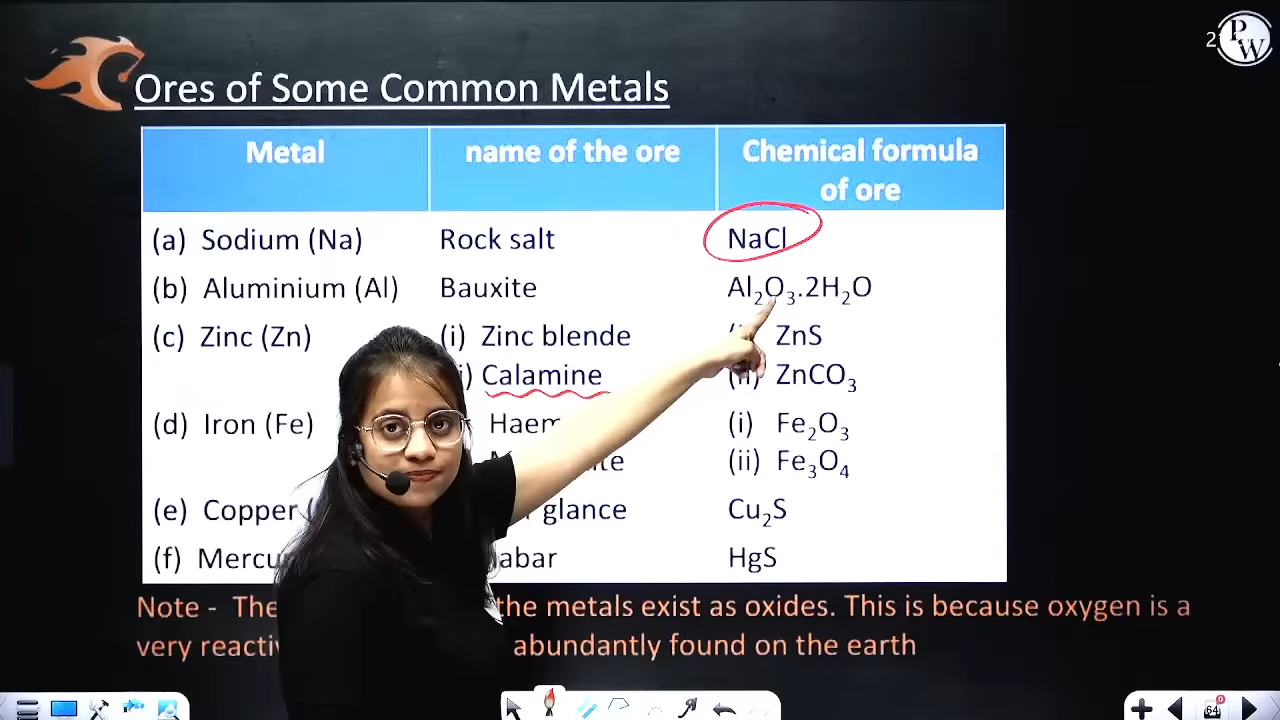 P
W
Ores of Some Common Metals
Metal name of the ore Chemical formula of ore
(a) Sodium (Na) Rock salt NaCl
(b) Aluminium (Al) Bauxite Al₂O₃.2H₂O
(c) Zinc (Zn) (i) Zinc blende ZnS
Calamine (ii) ZnCO₃
(d) Iron (Fe) (i) Fe₂O₃
(ii) Fe₃O₄
(e) Copper glance Cu₂S
(f) HgS
Note - the metals exist as oxides. This is because oxygen is a
very abundantly found on the earth
64